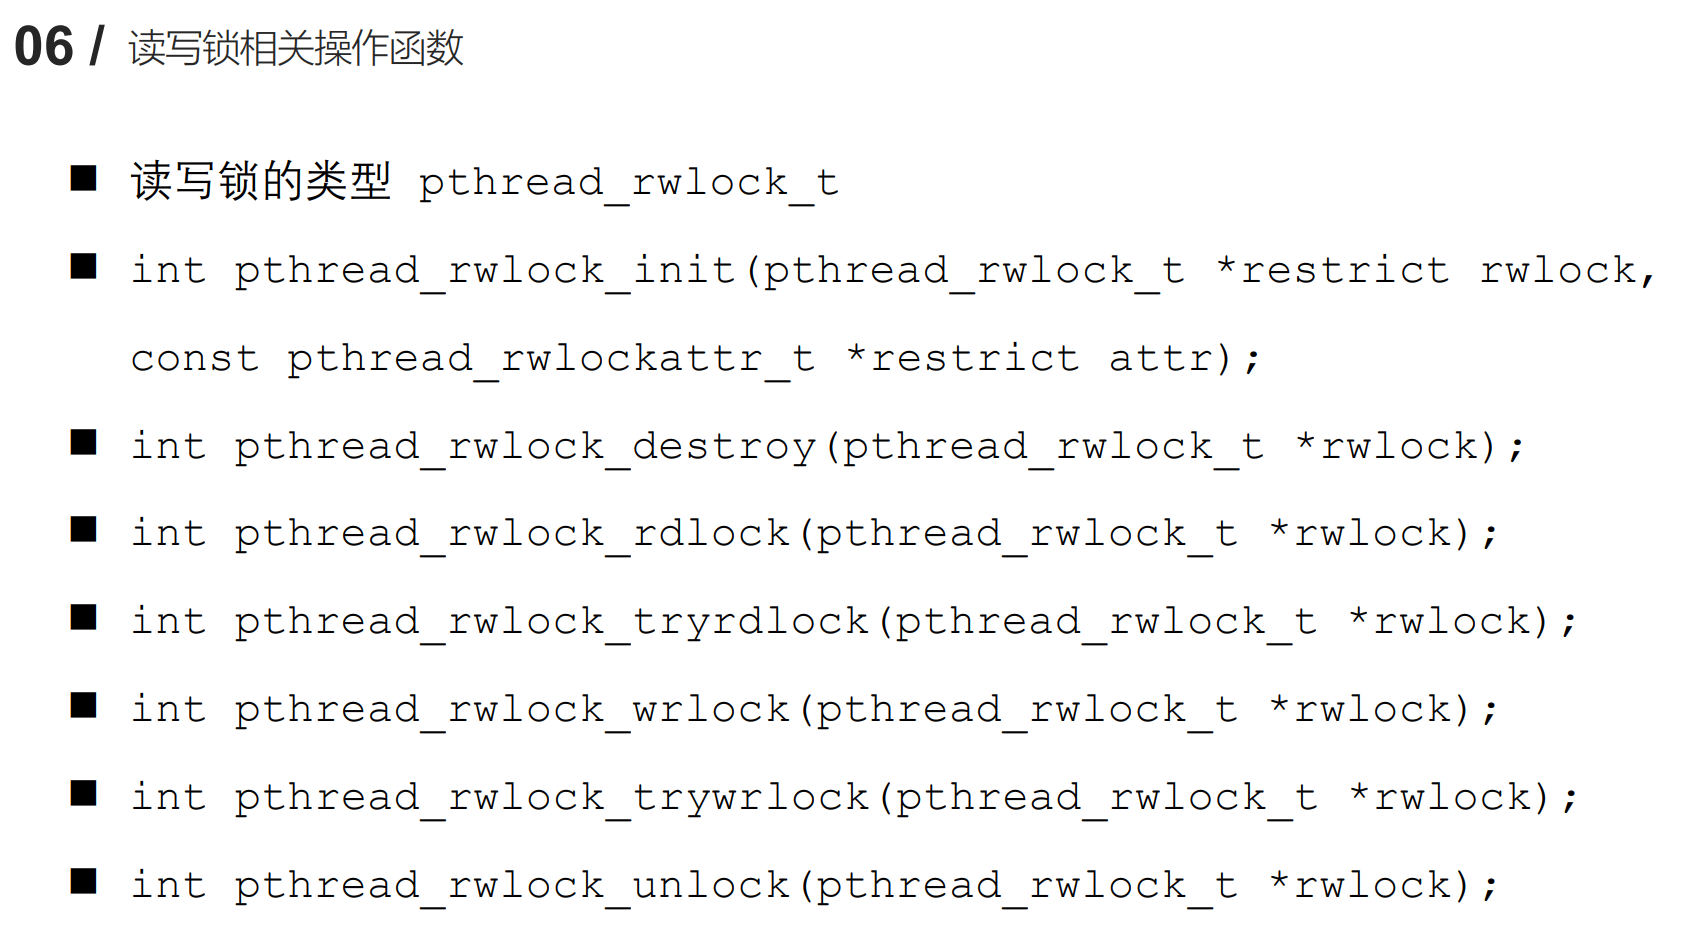 06 / 读写锁相关操作函数
■ 读写锁的类型 pthread_rwlock_t
■ int pthread_rwlock_init(pthread_rwlock_t *restrict rwlock,
const pthread_rwlockattr_t *restrict attr);
■ int pthread_rwlock_destroy(pthread_rwlock_t *rwlock);
■ int pthread_rwlock_rdlock(pthread_rwlock_t *rwlock);
■ int pthread_rwlock_tryrdlock(pthread_rwlock_t *rwlock);
■ int pthread_rwlock_wrlock(pthread_rwlock_t *rwlock);
■ int pthread_rwlock_trywrlock(pthread_rwlock_t *rwlock);
■ int pthread_rwlock_unlock(pthread_rwlock_t *rwlock);